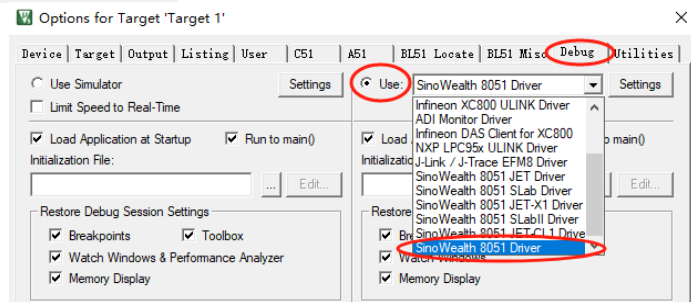 Options for Target 'Target 1'
Device Target Output Listing User C51 A51 BL51 Locate BL51 Misc Debug Utilities
Use Simulator Settings Use: SinoWealth 8051 Driver Settings
Limit Speed to Real-Time
Infineon XC800 ULINK Driver
ADI Monitor Driver
Infineon DAS Client for XC800
NXP LPC95x ULINK Driver
J-Link / J-Trace EFM8 Driver
SinoWealth 8051 JET Driver
SinoWealth 8051 SLab Driver
SinoWealth 8051 JET-X1 Driver
SinoWealth 8051 SLabII Driver
SinoWealth 8051 JET-CL1 Drive
SinoWealth 8051 Driver
Load Application at Startup Run to main() Load main()
Initialization File: Initializatio
... Edit... Edit...
Restore Debug Session Settings Restore
Breakpoints Toolbox Br
Watch Windows & Performance Analyzer Watch Windows
Memory Display Memory Display